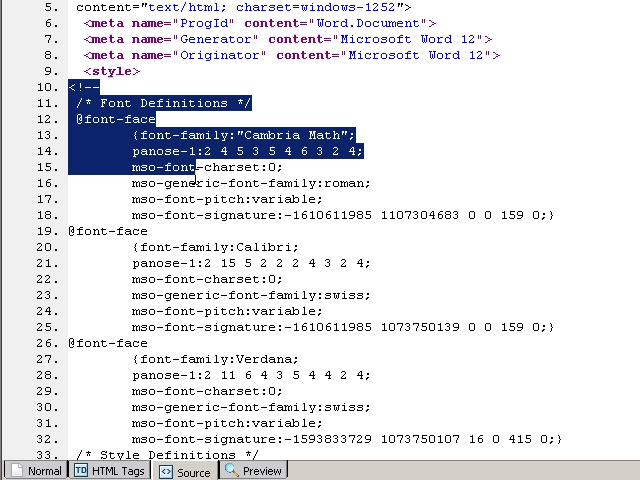 5. content="text/html; charset=windows-1252">
6. <meta name="ProgId" content="Word.Document">
7. <meta name="Generator" content="Microsoft Word 12">
8. <meta name="Originator" content="Microsoft Word 12">
9. <style>
10. <!--
11. /* Font Definitions */
12. @font-face
13. {font-family:"Cambria Math";
14. panose-1:2 4 5 3 5 4 6 3 2 4;
15. mso-font-charset:0;
16. mso-generic-font-family:roman;
17. mso-font-pitch:variable;
18. mso-font-signature:-1610611985 1107304683 0 0 159 0;}
19. @font-face
20. {font-family:Calibri;
21. panose-1:2 15 5 2 2 2 4 3 2 4;
22. mso-font-charset:0;
23. mso-generic-font-family:swiss;
24. mso-font-pitch:variable;
25. mso-font-signature:-1610611985 1073750139 0 0 159 0;}
26. @font-face
27. {font-family:Verdana;
28. panose-1:2 11 6 4 3 5 4 4 2 4;
29. mso-font-charset:0;
30. mso-generic-font-family:swiss;
31. mso-font-pitch:variable;
32. mso-font-signature:-1593833729 1073750107 16 0 415 0;}
33. /* Style Definitions */
Normal TD HTML Tags <> Source Preview